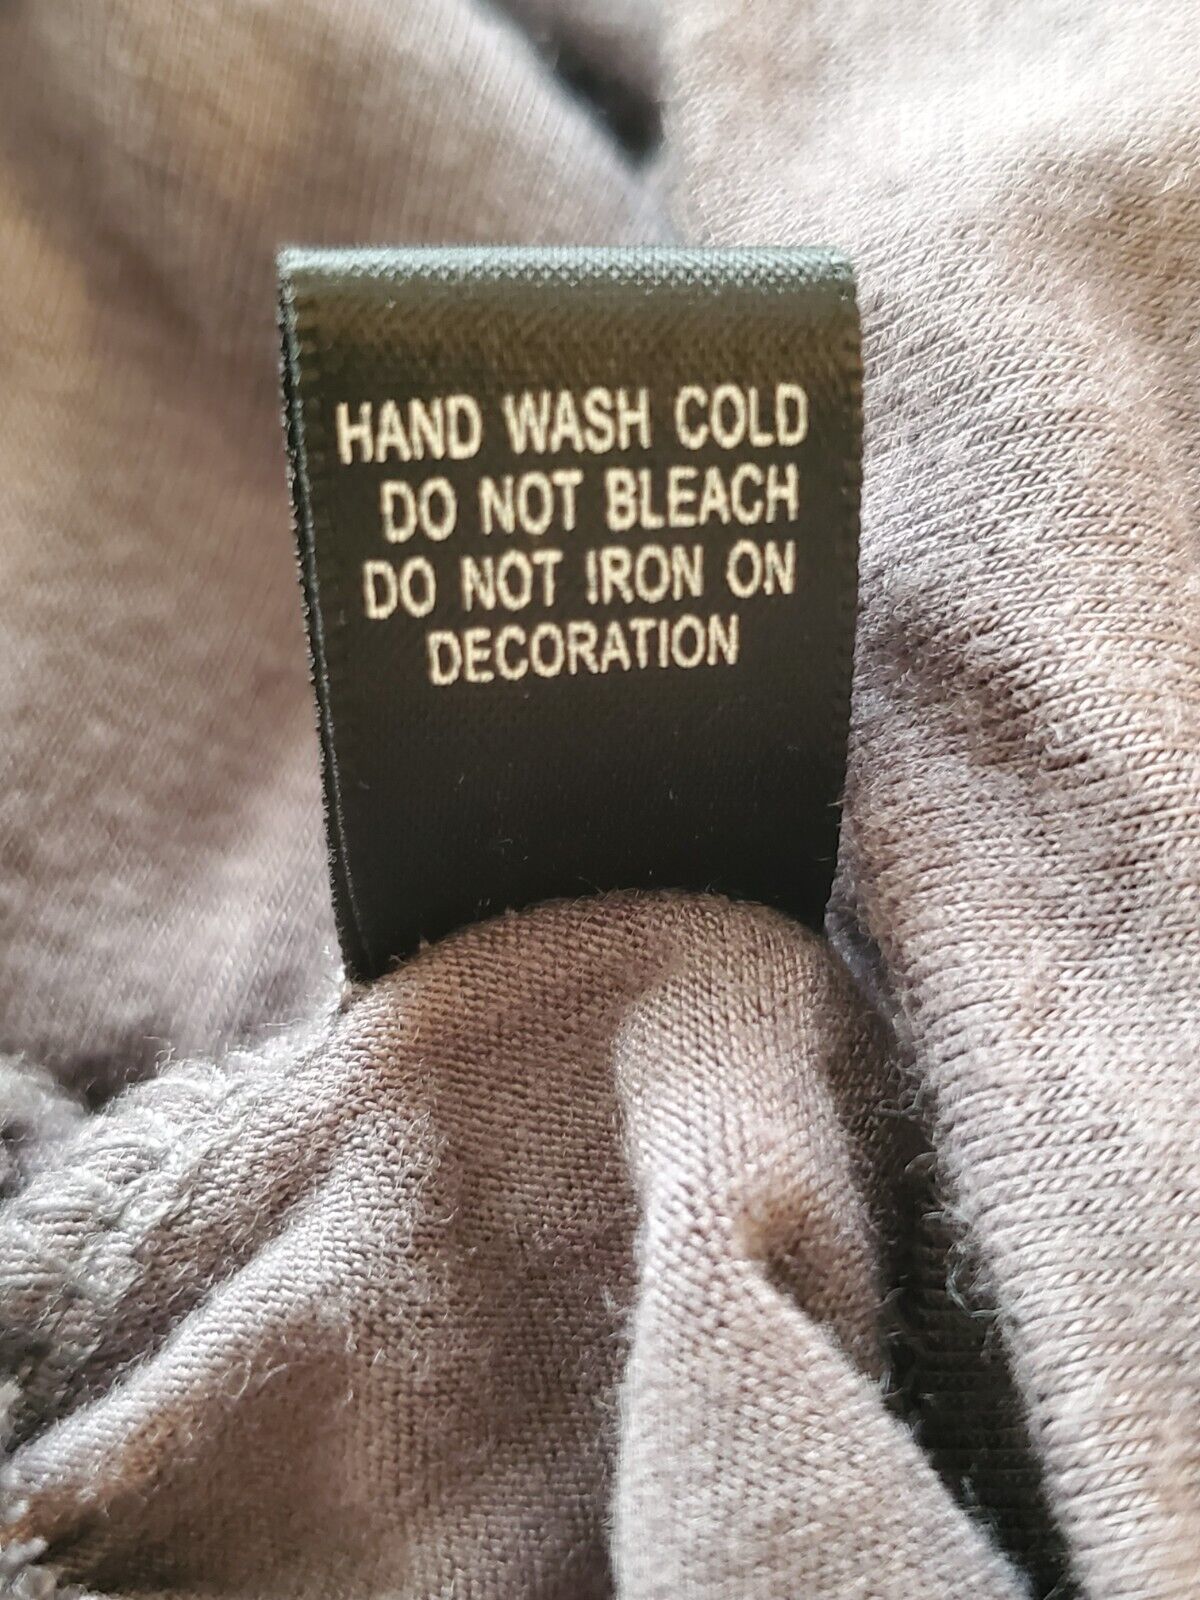 HAND WASH COLD
DO NOT BLEACH
DO NOT IRON ON
DECORATION